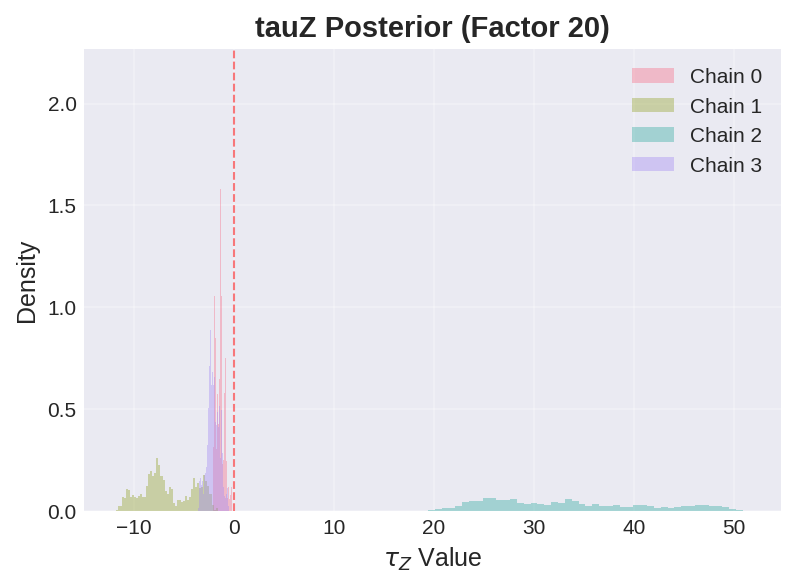 tauZ Posterior (Factor 20)
Chain 0
Chain 1
Chain 2
Chain 3
Density
2.0
1.5
1.0
0.5
0.0
−10
0
10
20
30
40
50
τZ Value